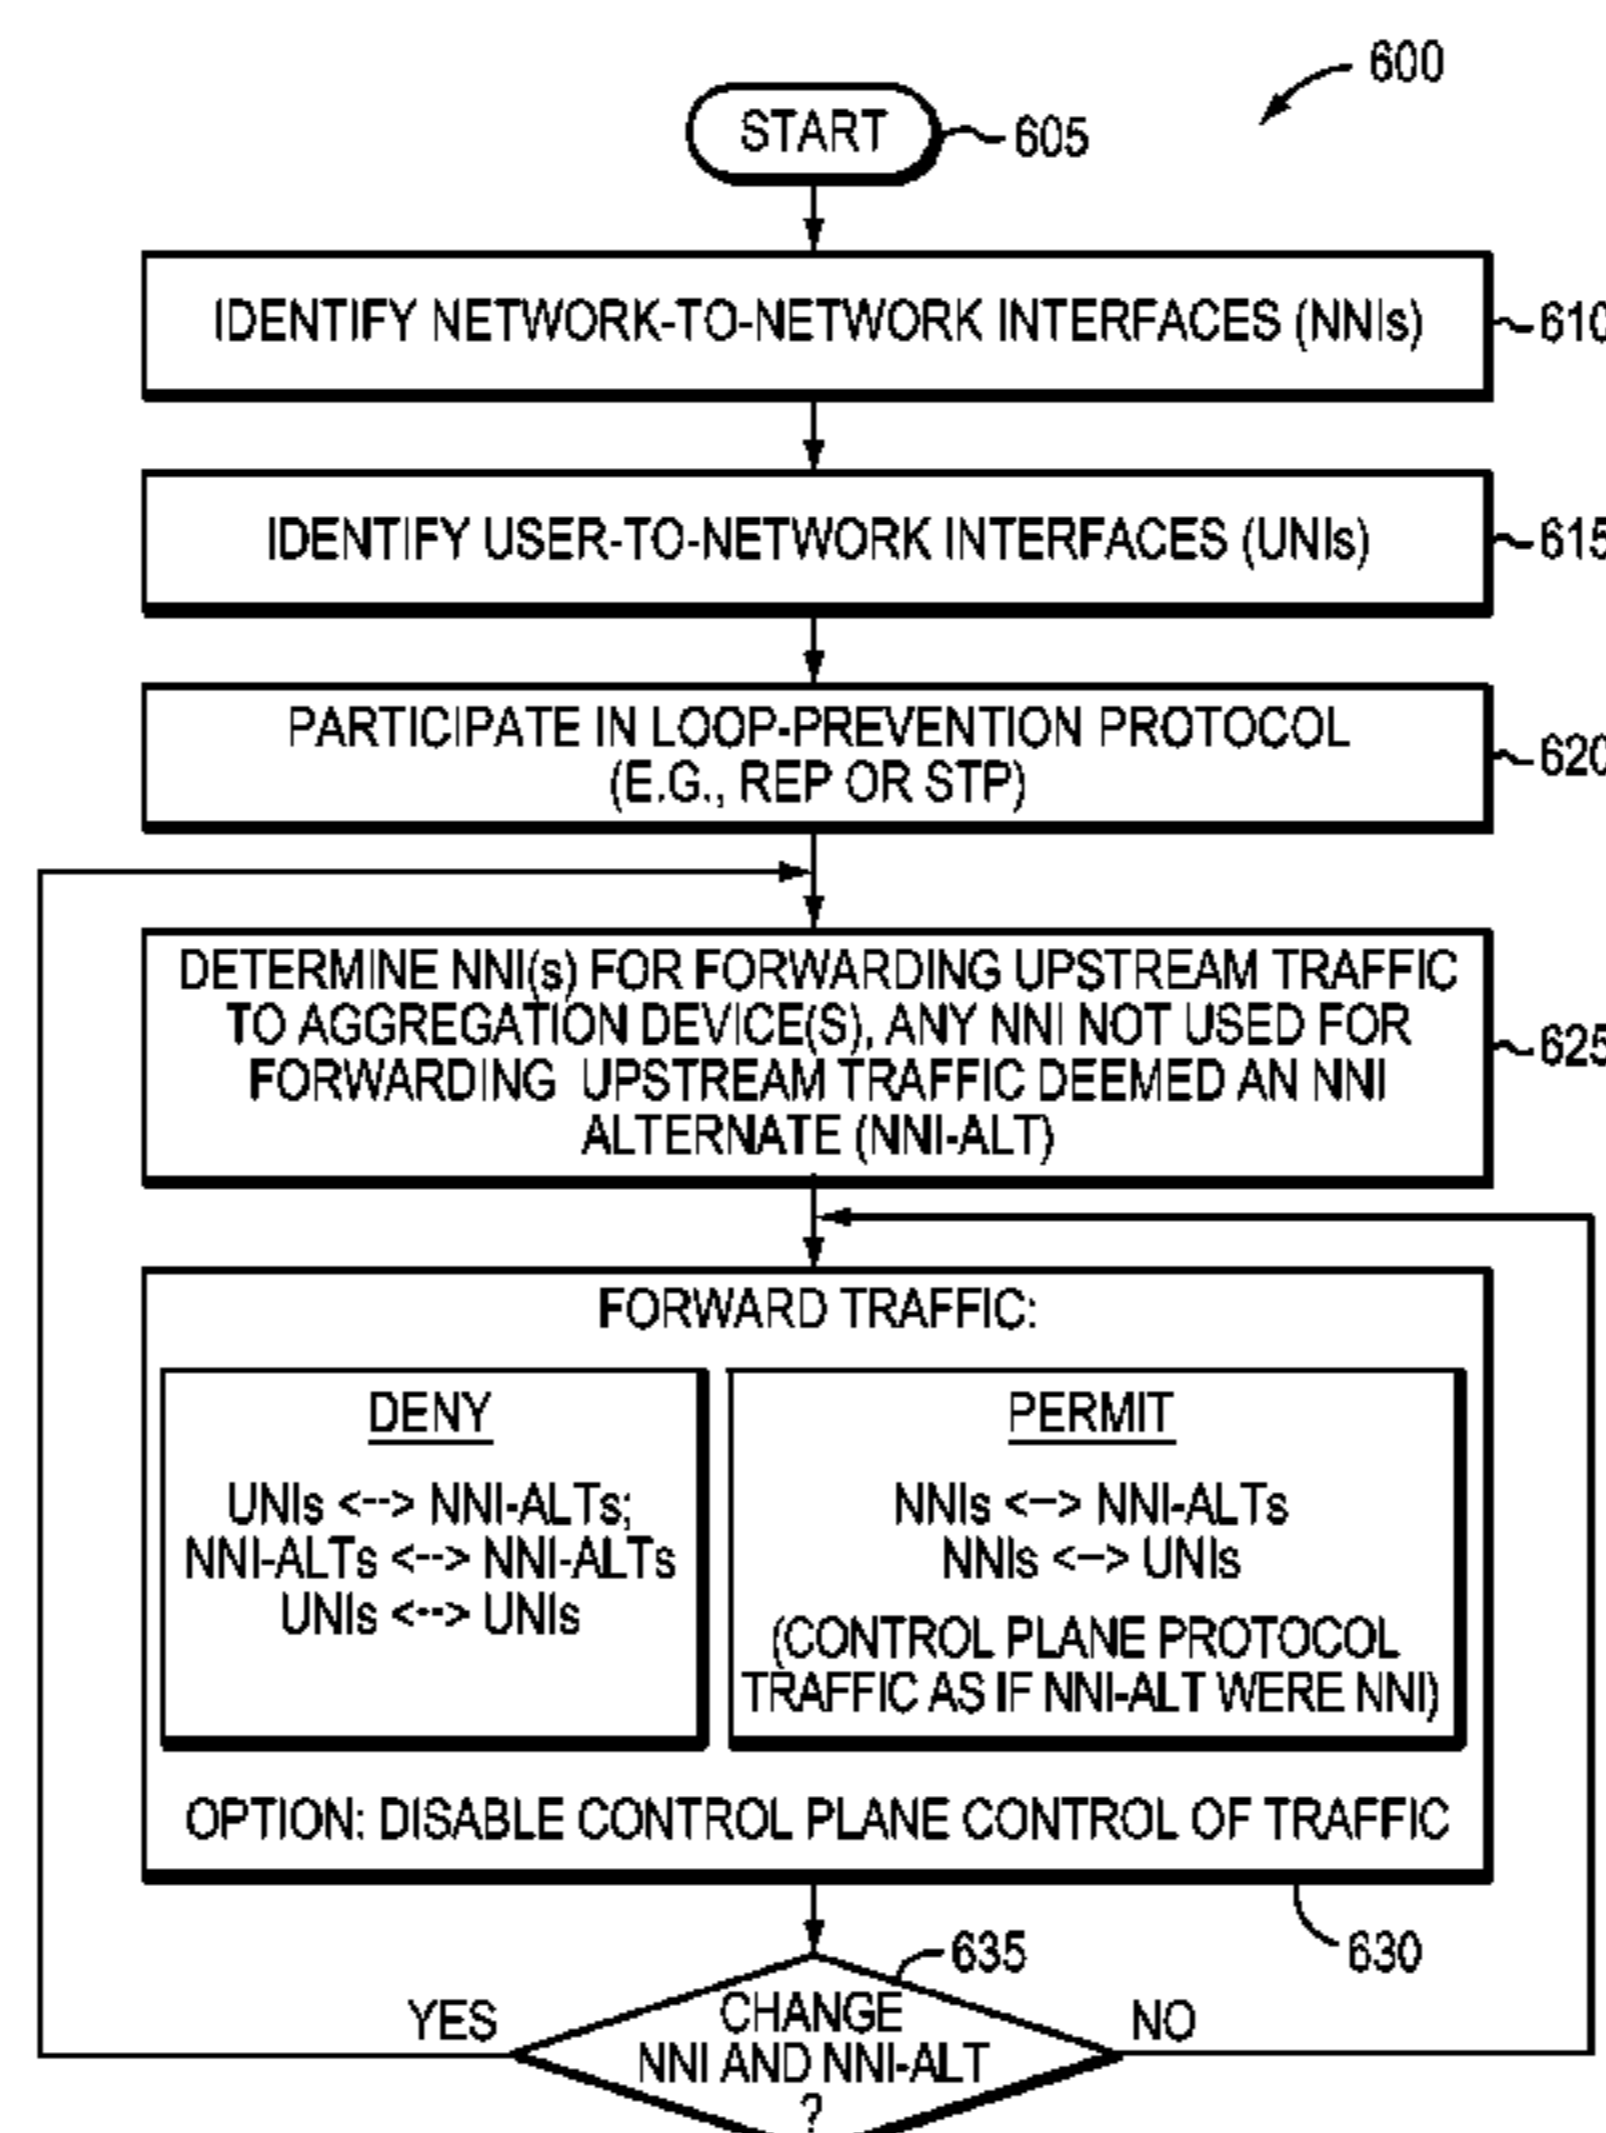 600
START
605
IDENTIFY NETWORK-TO-NETWORK INTERFACES (NNIs)
610
IDENTIFY USER-TO-NETWORK INTERFACES (UNIs)
615
PARTICIPATE IN LOOP-PREVENTION PROTOCOL
(E.G., REP OR STP)
620
DETERMINE NNI(s) FOR FORWARDING UPSTREAM TRAFFIC
TO AGGREGATION DEVICE(S), ANY NNI NOT USED FOR
FORWARDING UPSTREAM TRAFFIC DEEMED AN NNI
ALTERNATE (NNI-ALT)
625
FORWARD TRAFFIC:
DENY
UNIs <--> NNI-ALTs;
NNI-ALTs <--> NNI-ALTs
UNIs <--> UNIs
PERMIT
NNIs <--> NNI-ALTs
NNIs <--> UNIs
(CONTROL PLANE PROTOCOL
TRAFFIC AS IF NNI-ALT WERE NNI)
OPTION: DISABLE CONTROL PLANE CONTROL OF TRAFFIC
630
635
YES
CHANGE
NNI AND NNI-ALT
?
NO